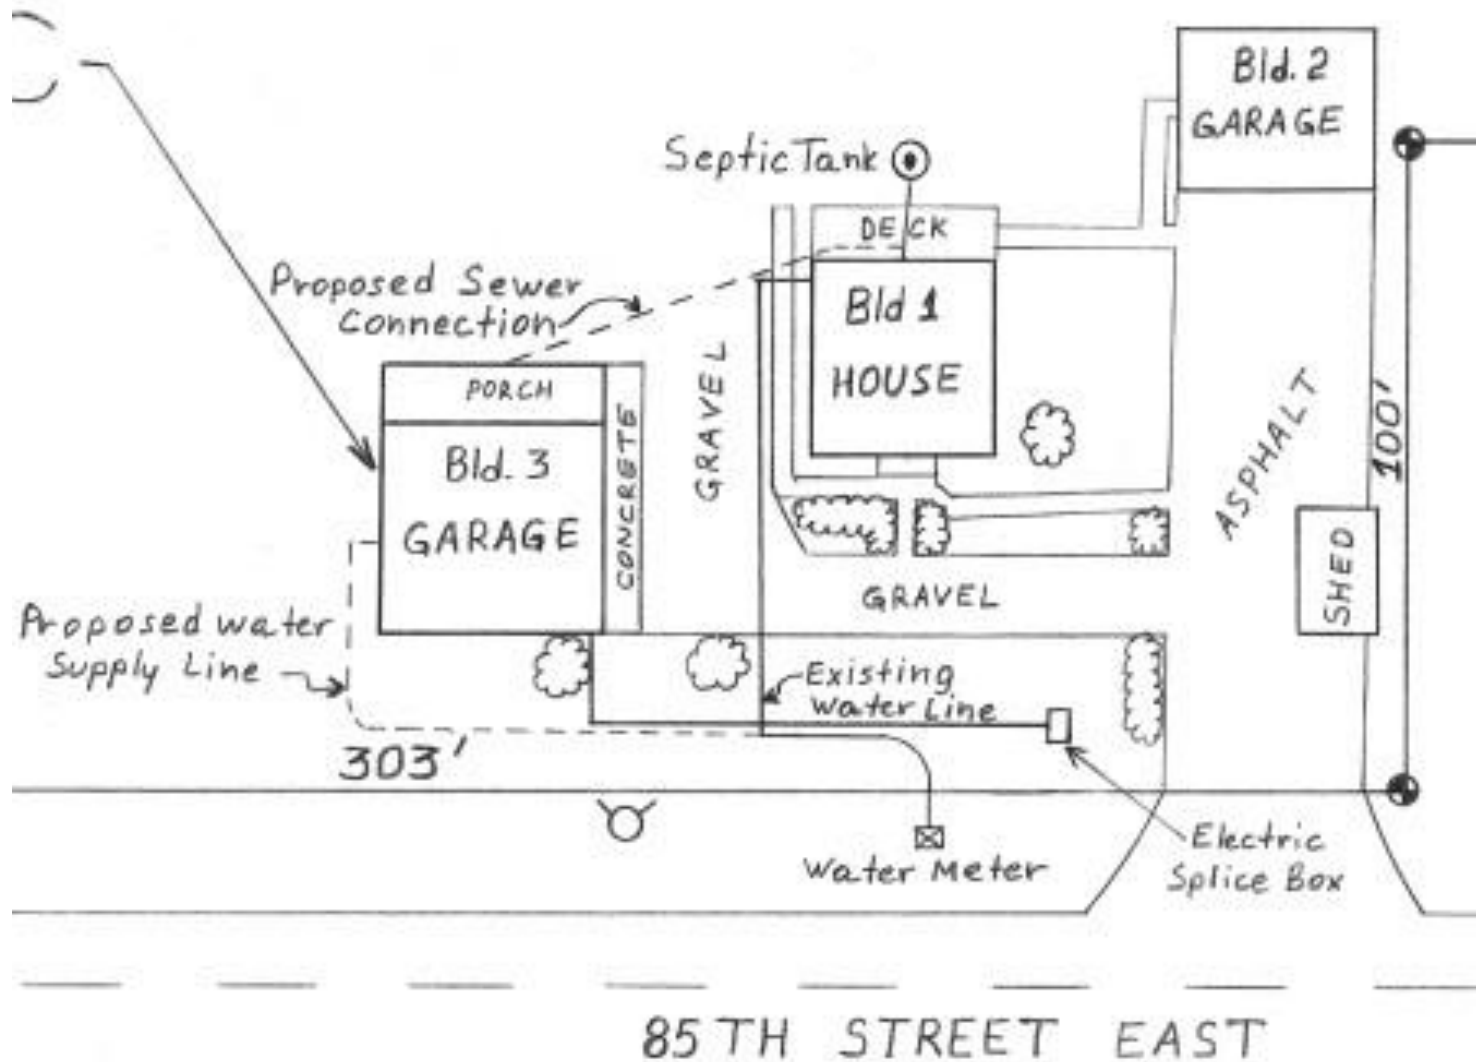 Bld. 2
GARAGE
Septic Tank
DECK
Proposed Sewer
Connection
Bld 1
HOUSE
GRAVEL
PORCH
CONCRETE
Bld. 3
GARAGE
ASPHALT
100'
SHED
GRAVEL
Proposed water
Supply Line
Existing
Water Line
303'
Electric
Splice Box
Water Meter
85TH STREET EAST